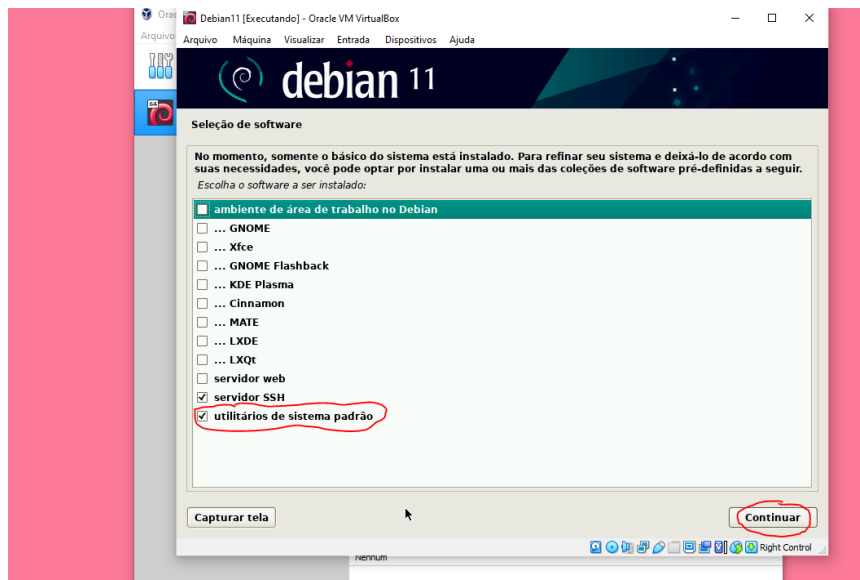 Orac
Debian11 [Executando] - Oracle VM VirtualBox
Arquivo
Arquivo Máquina Visualizar Entrada Dispositivos Ajuda
debian 11
64
Seleção de software
No momento, somente o básico do sistema está instalado. Para refinar seu sistema e deixá-lo de acordo com
suas necessidades, você pode optar por instalar uma ou mais das coleções de software pré-definidas a seguir.
Escolha o software a ser instalado:
ambiente de área de trabalho no Debian
... GNOME
... Xfce
... GNOME Flashback
... KDE Plasma
... Cinnamon
... MATE
... LXDE
... LXQt
servidor web
servidor SSH
utilitários de sistema padrão
Capturar tela
Continuar
Right Control
Nenhum